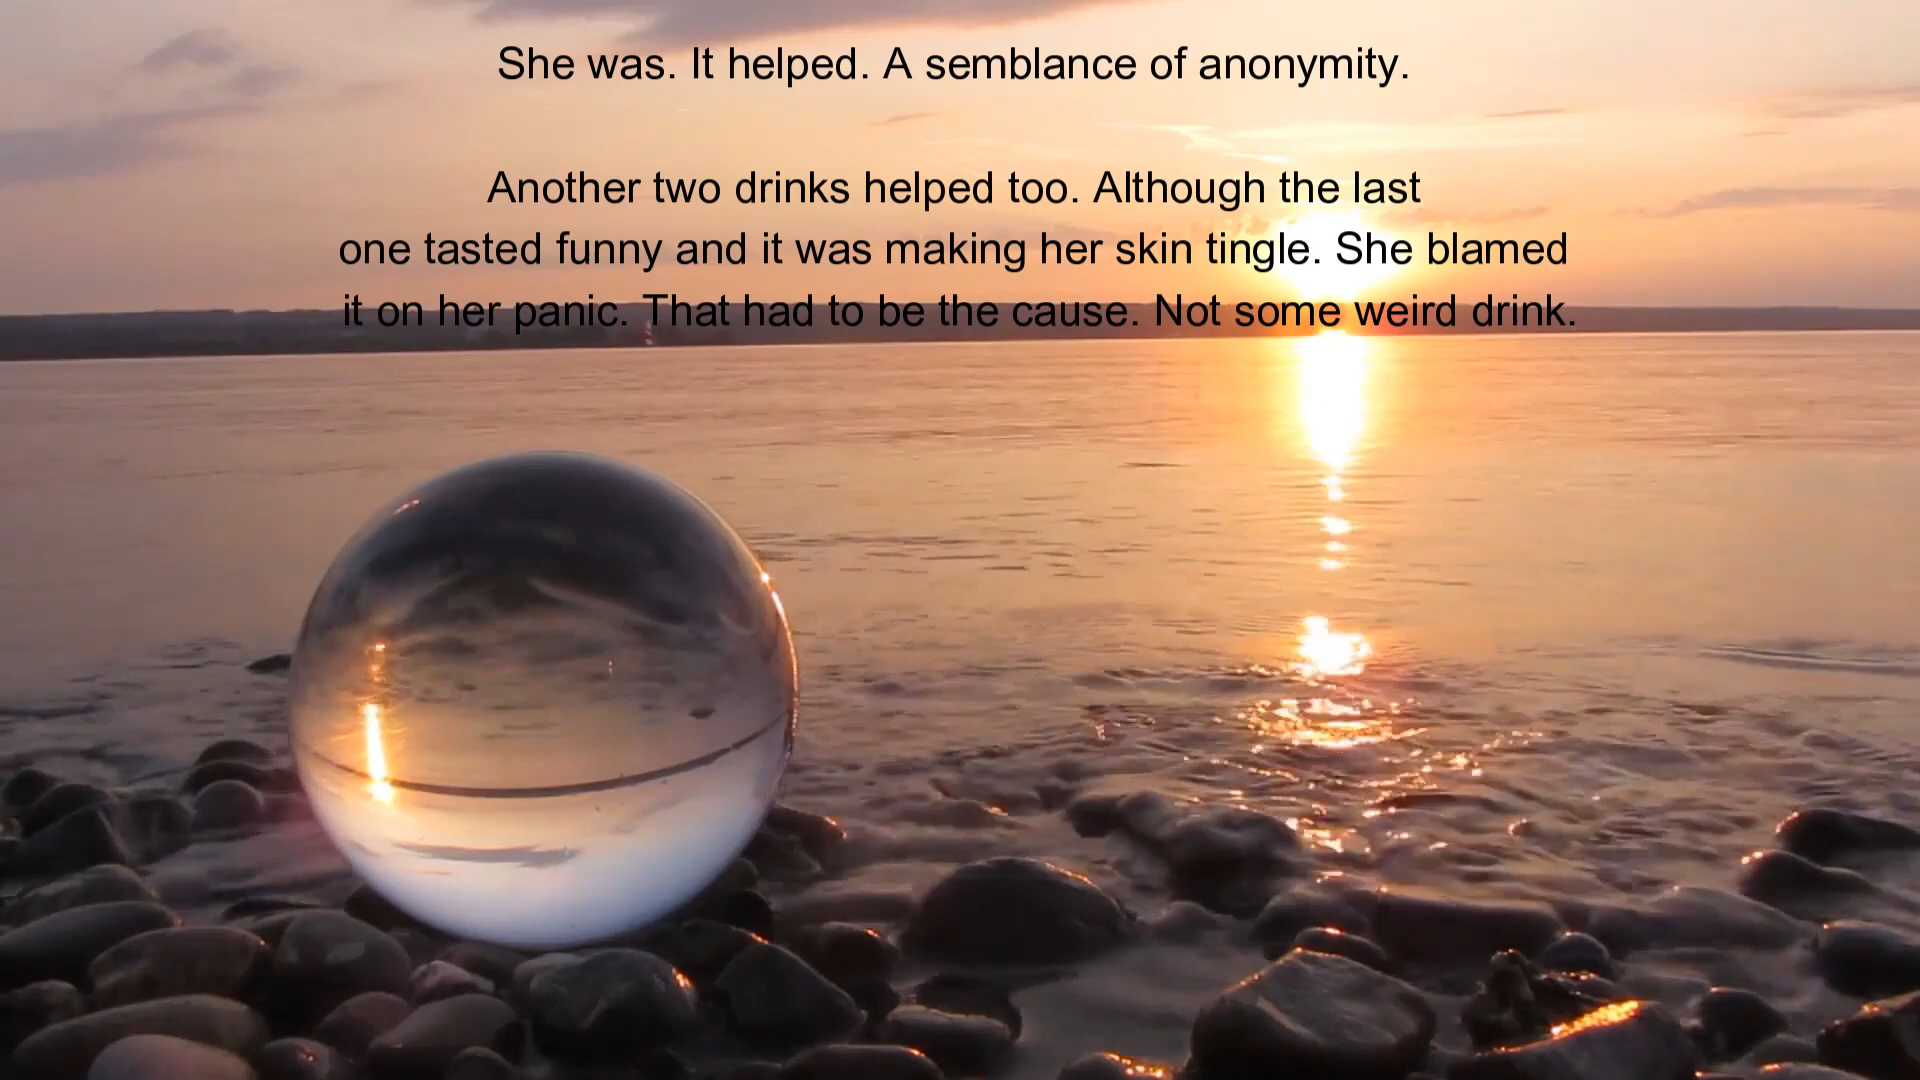 She was. It helped. A semblance of anonymity.
Another two drinks helped too. Although the last
one tasted funny and it was making her skin tingle. She blamed
it on her panic. That had to be the cause. Not some weird drink.